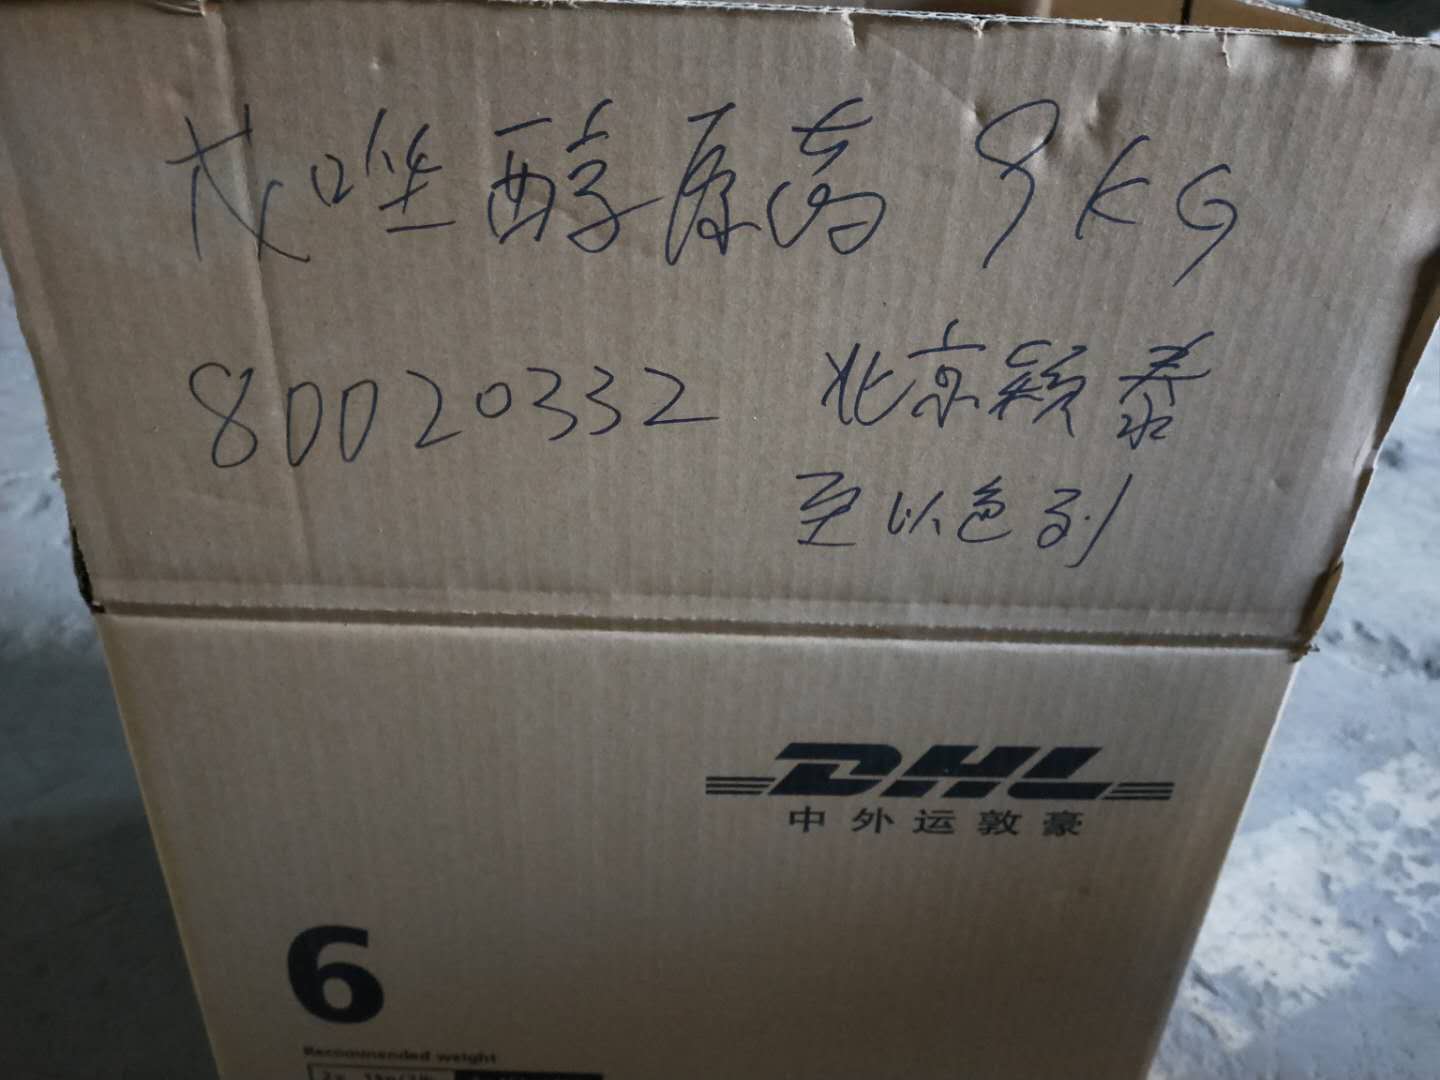 戊唑醇原药 9KG
80020332 北京颖泰
至以色列
DHL
中外运敦豪
6
Recommended weight